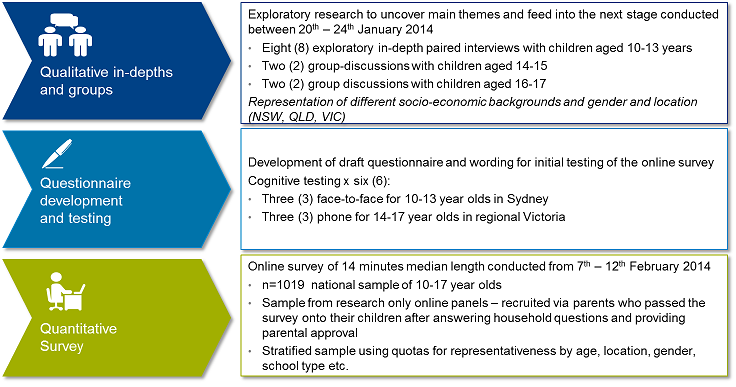 Qualitative in-depths
and groups
Exploratory research to uncover main themes and feed into the next stage conducted
between 20th – 24th January 2014
• Eight (8) exploratory in-depth paired interviews with children aged 10-13 years
• Two (2) group-discussions with children aged 14-15
• Two (2) group discussions with children aged 16-17
Representation of different socio-economic backgrounds and gender and location
(NSW, QLD, VIC)
Questionnaire
development
and testing
Development of draft questionnaire and wording for initial testing of the online survey
Cognitive testing x six (6):
• Three (3) face-to-face for 10-13 year olds in Sydney
• Three (3) phone for 14-17 year olds in regional Victoria
Quantitative
Survey
Online survey of 14 minutes median length conducted from 7th – 12th February 2014
• n=1019 national sample of 10-17 year olds
• Sample from research only online panels – recruited via parents who passed the
survey onto their children after answering household questions and providing
parental approval
• Stratified sample using quotas for representativeness by age, location, gender,
school type etc.